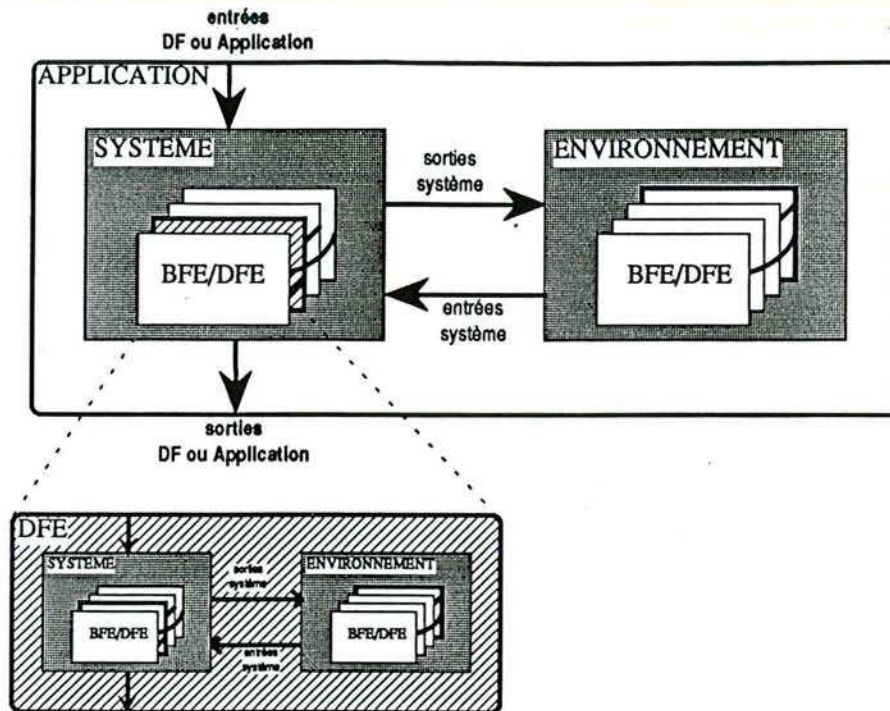 entrées
DF ou Application
APPLICATION
SYSTEME
sorties
système
ENVIRONNEMENT
BFE/DFE
BFE/DFE
entrées
système
sorties
DF ou Application
DFE
SYSTEME
sorties
système
ENVIRONNEMENT
BFE/DFE
BFE/DFE
entrées
système